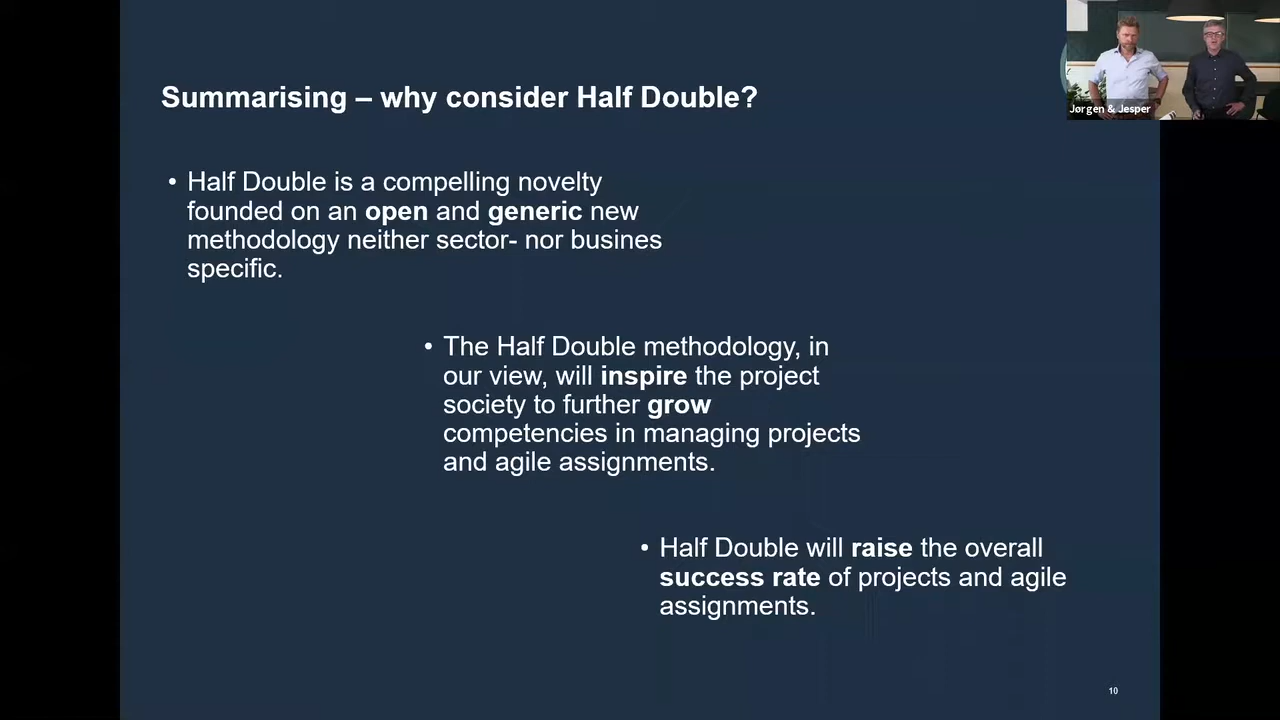 Summarising – why consider Half Double?
Jørgen & Jesper
• Half Double is a compelling novelty
founded on an open and generic new
methodology neither sector- nor busines
specific.
• The Half Double methodology, in
our view, will inspire the project
society to further grow
competencies in managing projects
and agile assignments.
• Half Double will raise the overall
success rate of projects and agile
assignments.
10